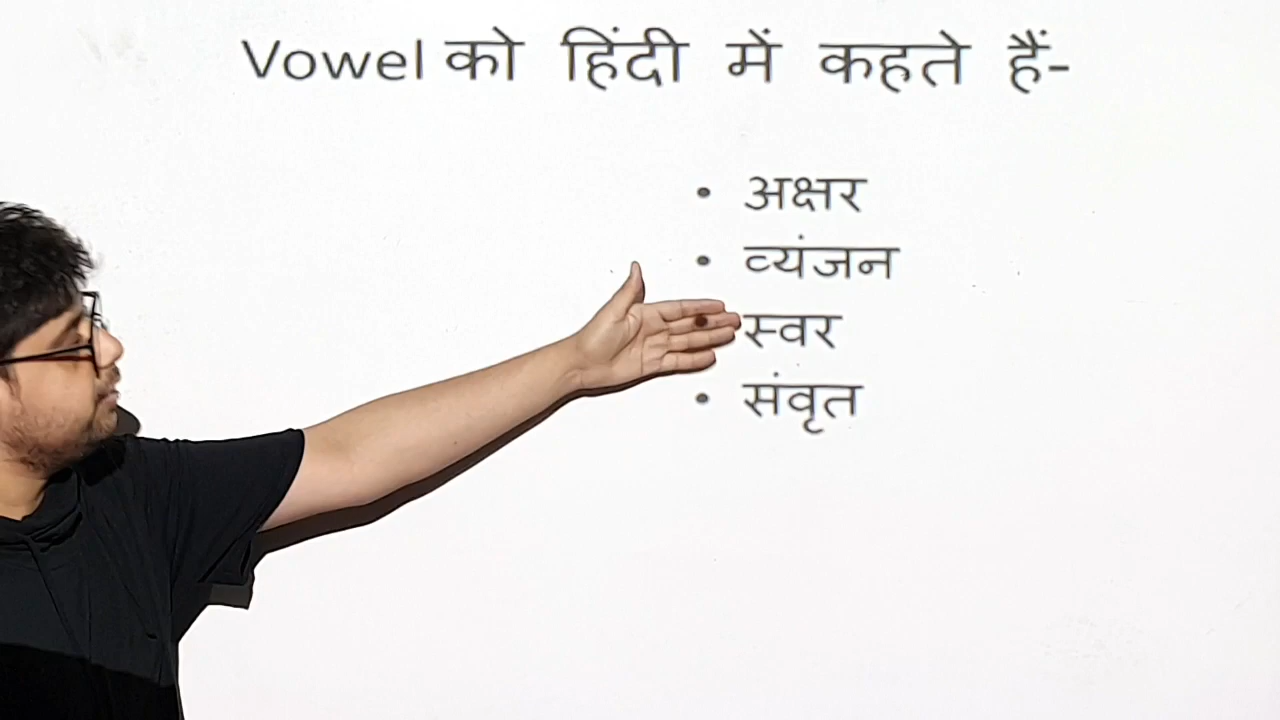 Vowel को हिंदी में कहते हैं-
• अक्षर
• व्यंजन
• स्वर
• संवृत